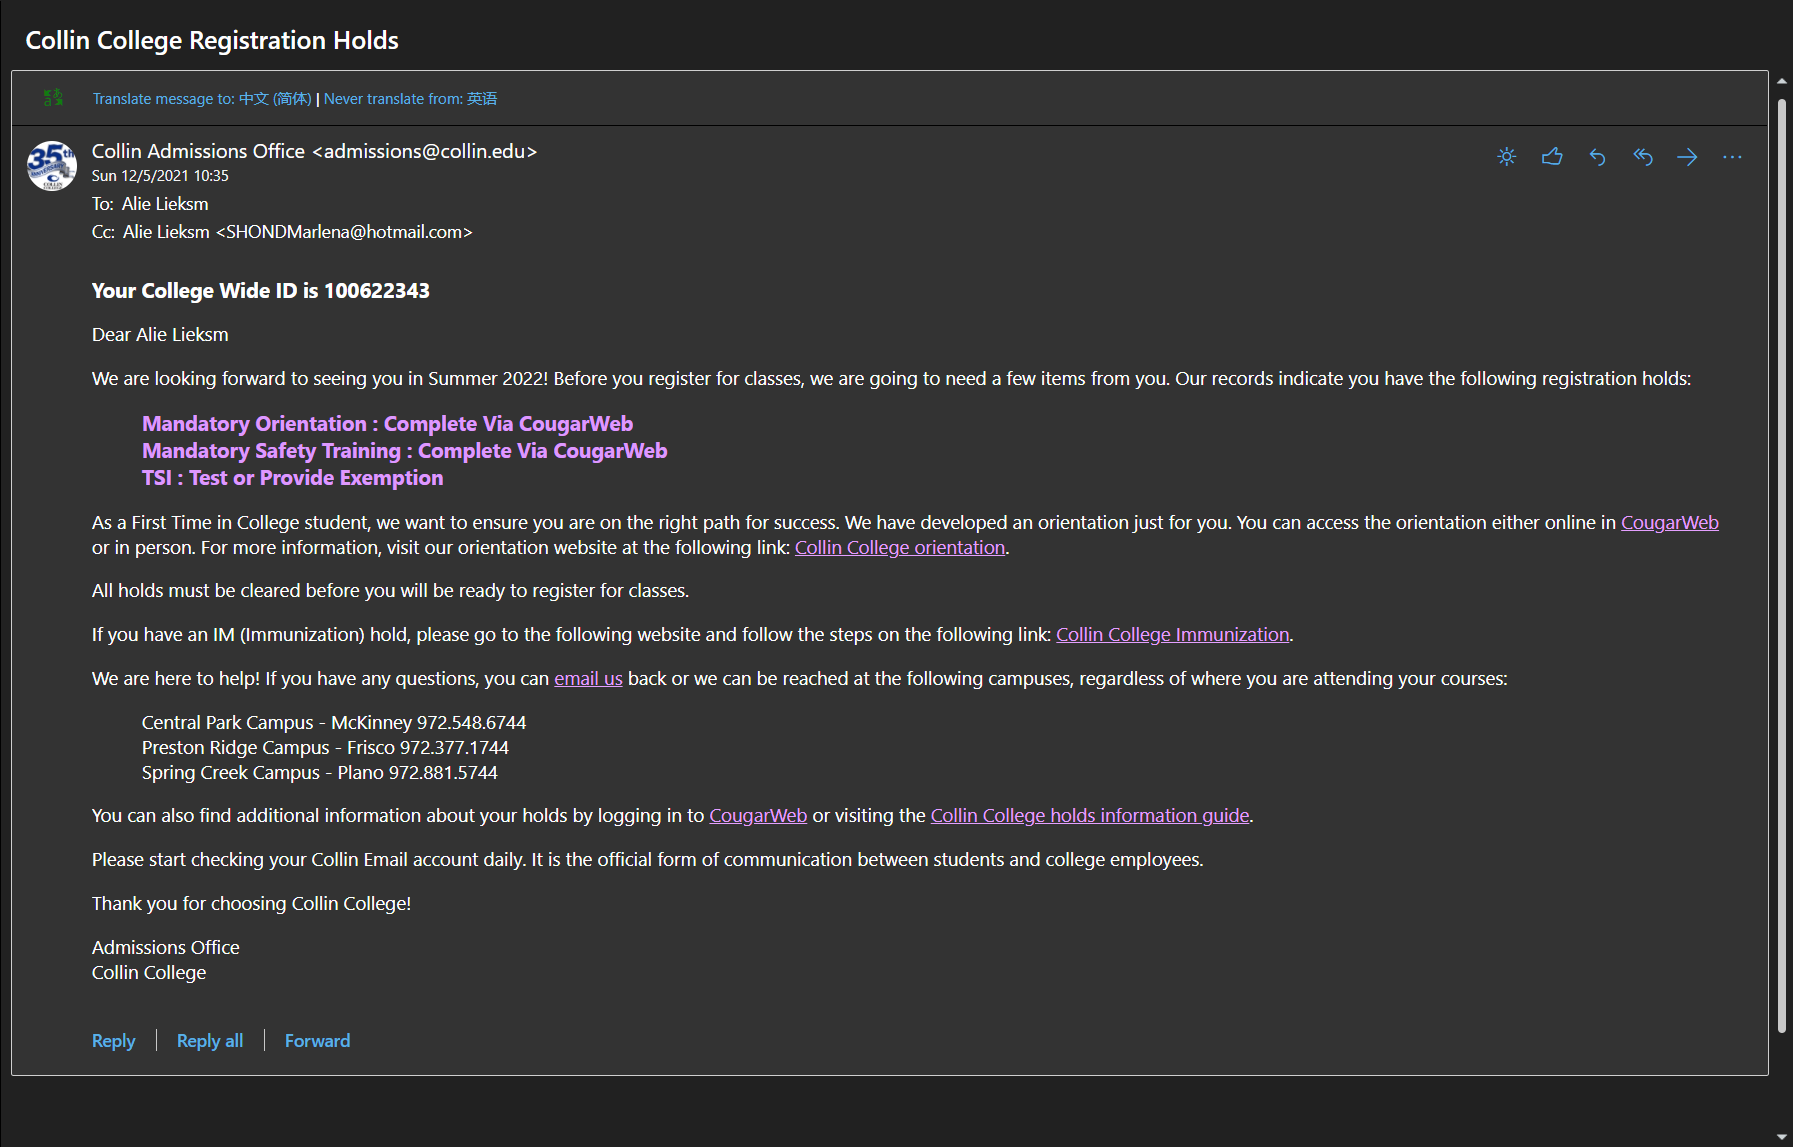 Collin College Registration Holds
Translate message to: 中文 (简体) | Never translate from: 英语
35th
COLLIN
Collin Admissions Office <admissions@collin.edu>
Sun 12/5/2021 10:35
To: Alie Lieksm
Cc: Alie Lieksm <SHONDMarlena@hotmail.com>
Your College Wide ID is 100622343
Dear Alie Lieksm
We are looking forward to seeing you in Summer 2022! Before you register for classes, we are going to need a few items from you. Our records indicate you have the following registration holds:
Mandatory Orientation : Complete Via CougarWeb
Mandatory Safety Training : Complete Via CougarWeb
TSI : Test or Provide Exemption
As a First Time in College student, we want to ensure you are on the right path for success. We have developed an orientation just for you. You can access the orientation either online in CougarWeb
or in person. For more information, visit our orientation website at the following link: Collin College orientation.
All holds must be cleared before you will be ready to register for classes.
If you have an IM (Immunization) hold, please go to the following website and follow the steps on the following link: Collin College Immunization.
We are here to help! If you have any questions, you can email us back or we can be reached at the following campuses, regardless of where you are attending your courses:
Central Park Campus - McKinney 972.548.6744
Preston Ridge Campus - Frisco 972.377.1744
Spring Creek Campus - Plano 972.881.5744
You can also find additional information about your holds by logging in to CougarWeb or visiting the Collin College holds information guide.
Please start checking your Collin Email account daily. It is the official form of communication between students and college employees.
Thank you for choosing Collin College!
Admissions Office
Collin College
Reply | Reply all | Forward